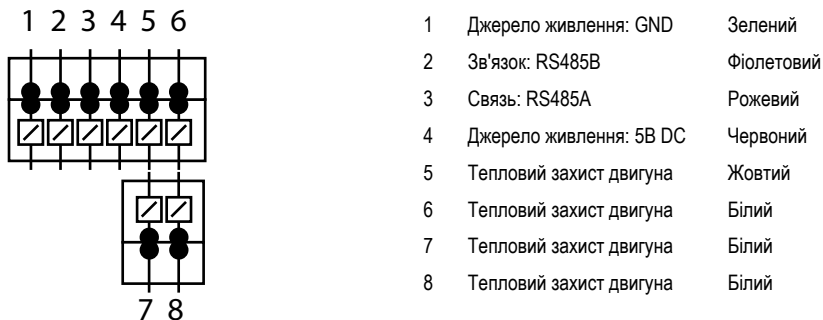 1 2 3 4 5 6
7 8
1 Джерело живлення: GND Зелений
2 Зв'язок: RS485B Фіолетовий
3 Связь: RS485A Рожевий
4 Джерело живлення: 5В DC Червоний
5 Тепловий захист двигуна Жовтий
6 Тепловий захист двигуна Білий
7 Тепловий захист двигуна Білий
8 Тепловий захист двигуна Білий